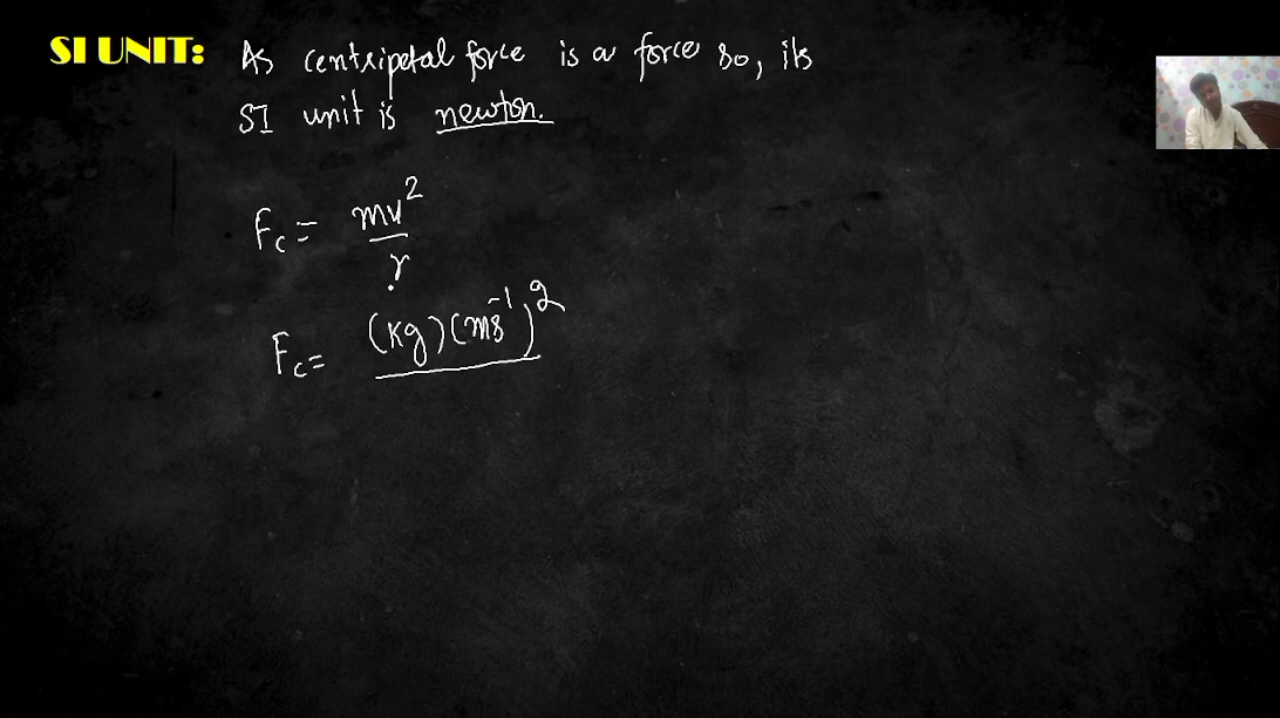 SI UNIT: As centripetal force is a force so, its
SI unit is newton.
Fc = mv²
r
Fc = (kg)(ms⁻¹)²